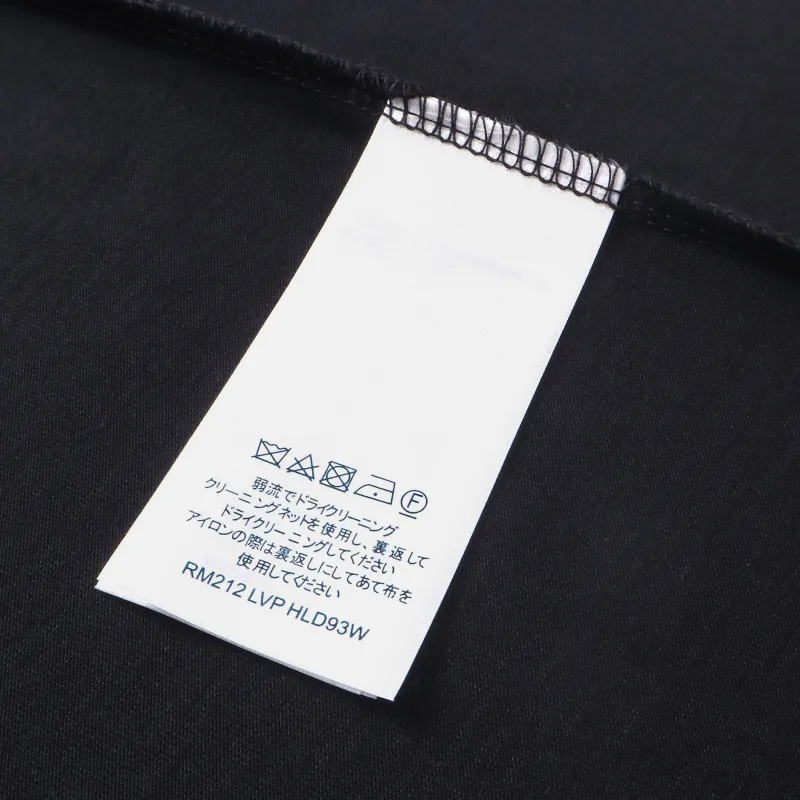 F
弱流でドライクリーニング
クリーニングネットを使用し、裏返して
ドライクリーニングしてください
アイロンの際は裏返しにしてあて布を
使用してください
RM212 LVP HLD93W